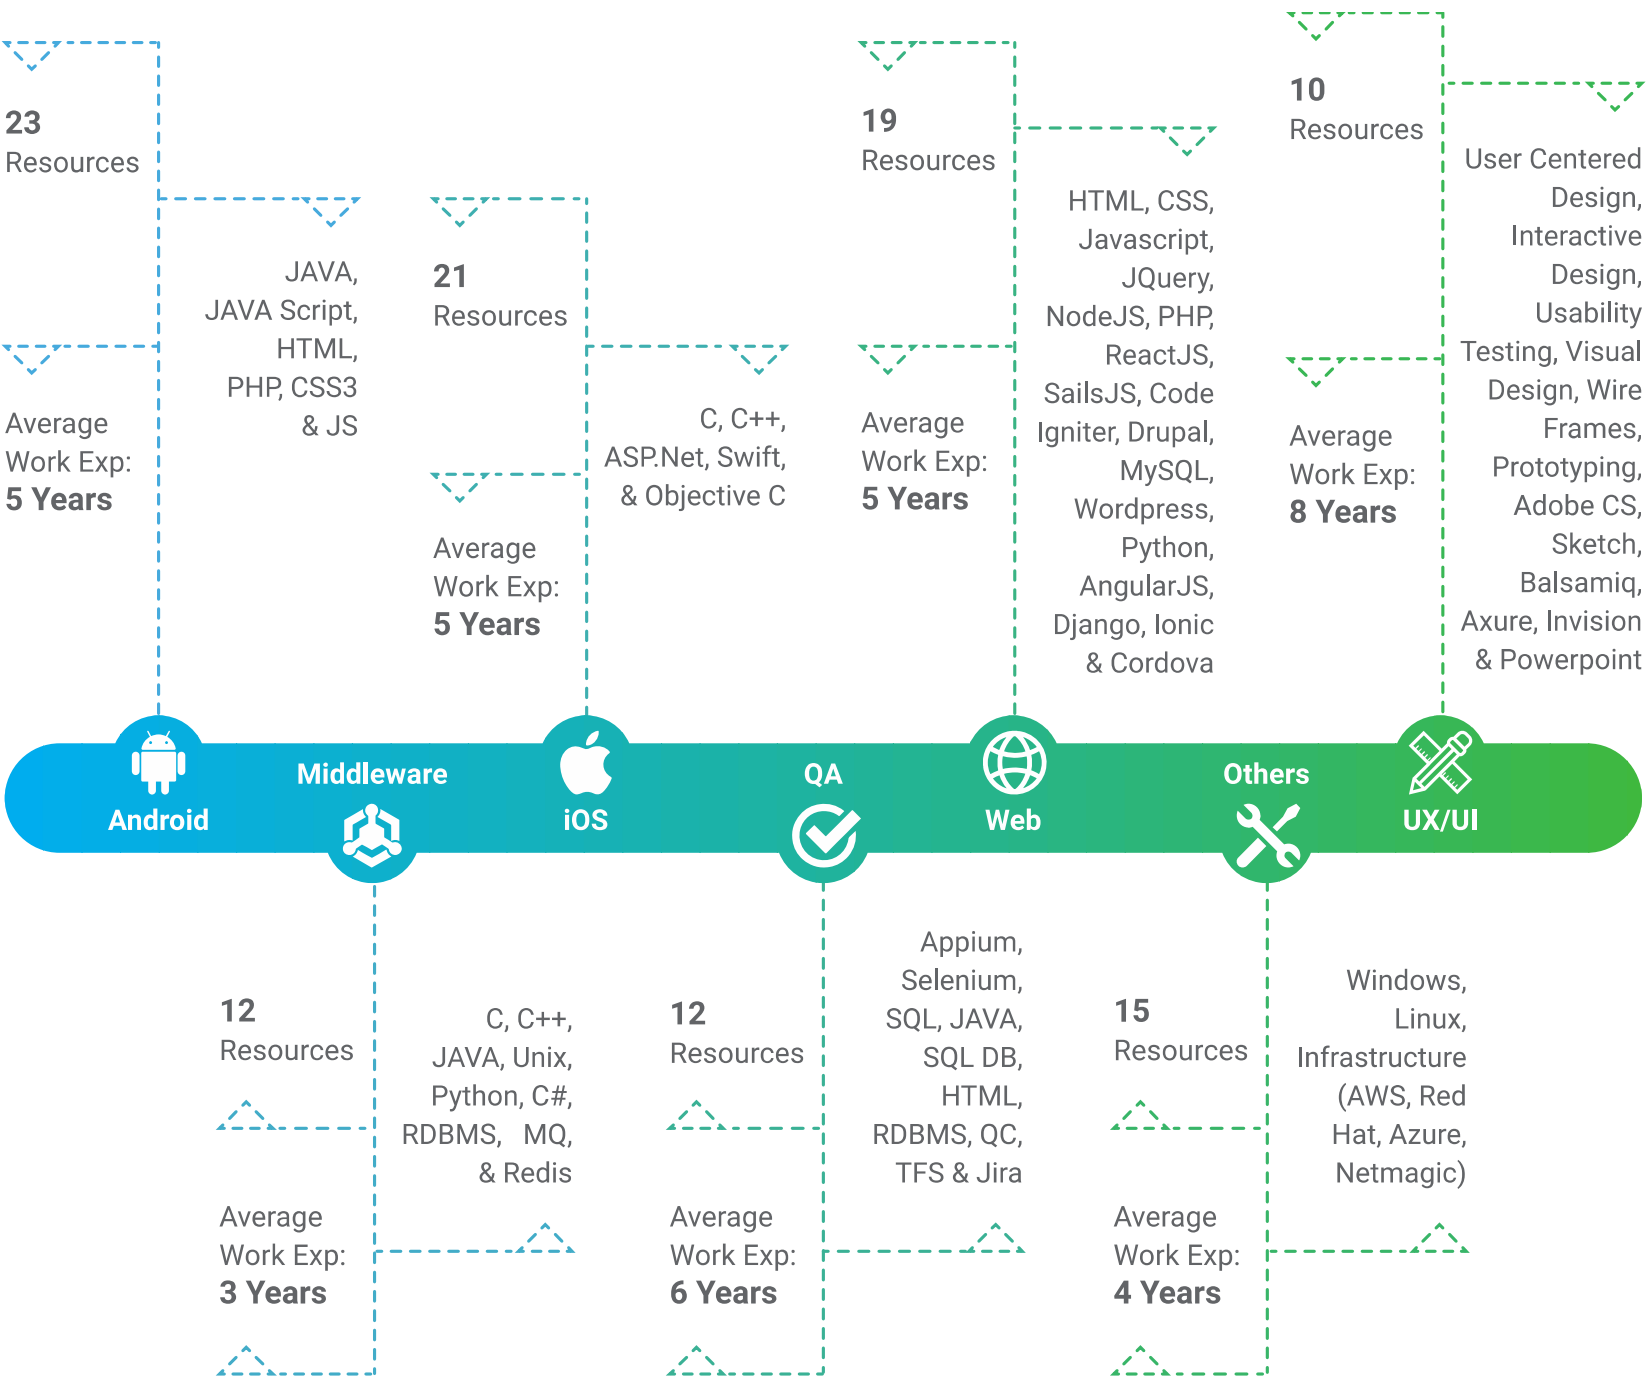 23
Resources
Average
Work Exp:
5 Years
JAVA,
JAVA Script,
HTML,
PHP, CSS3
& JS
21
Resources
Average
Work Exp:
5 Years
C, C++,
ASP.Net, Swift,
& Objective C
19
Resources
Average
Work Exp:
5 Years
HTML, CSS,
Javascript,
JQuery,
NodeJS, PHP,
ReactJS,
SailsJS, Code
Igniter, Drupal,
MySQL,
Wordpress,
Python,
AngularJS,
Django, Ionic
& Cordova
10
Resources
Average
Work Exp:
8 Years
User Centered
Design,
Interactive
Design,
Usability
Testing, Visual
Design, Wire
Frames,
Prototyping,
Adobe CS,
Sketch,
Balsamiq,
Axure, Invision
& Powerpoint
Android
Middleware
iOS
QA
Web
Others
UX/UI
12
Resources
Average
Work Exp:
3 Years
C, C++,
JAVA, Unix,
Python, C#,
RDBMS, MQ,
& Redis
12
Resources
Average
Work Exp:
6 Years
Appium,
Selenium,
SQL, JAVA,
SQL DB,
HTML,
RDBMS, QC,
TFS & Jira
15
Resources
Average
Work Exp:
4 Years
Windows,
Linux,
Infrastructure
(AWS, Red
Hat, Azure,
Netmagic)